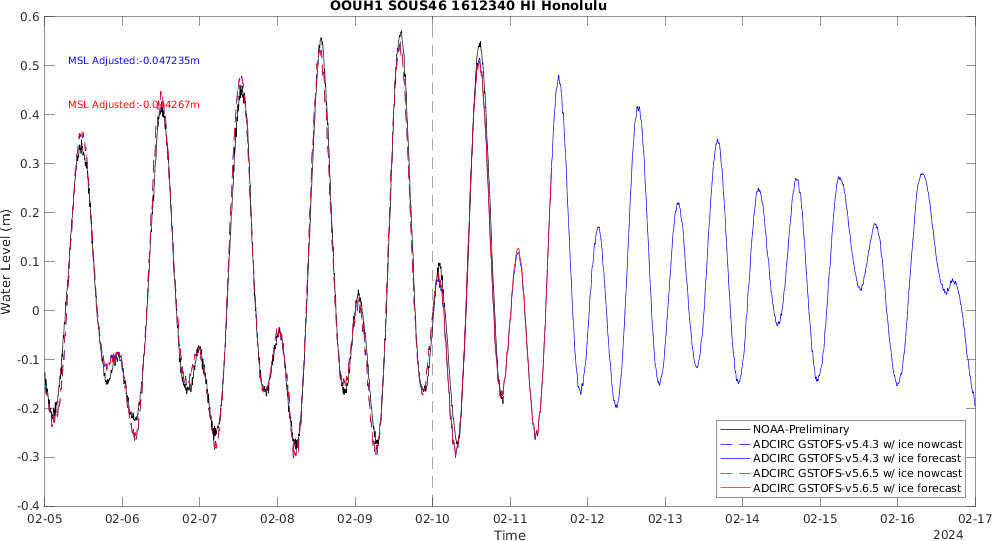 OOUH1 SOUS46 1612340 HI Honolulu
0.6
0.5
0.4
0.3
0.2
0.1
0
-0.1
-0.2
-0.3
-0.4
Water Level (m)
MSL Adjusted:-0.047235m
MSL Adjusted:-0.044267m
NOAA-Preliminary
ADCIRC GSTOFS-v5.4.3 w/ ice nowcast
ADCIRC GSTOFS-v5.4.3 w/ ice forecast
ADCIRC GSTOFS-v5.6.5 w/ ice nowcast
ADCIRC GSTOFS-v5.6.5 w/ ice forecast
02-05 02-06 02-07 02-08 02-09 02-10 02-11 02-12 02-13 02-14 02-15 02-16 02-17
Time
2024